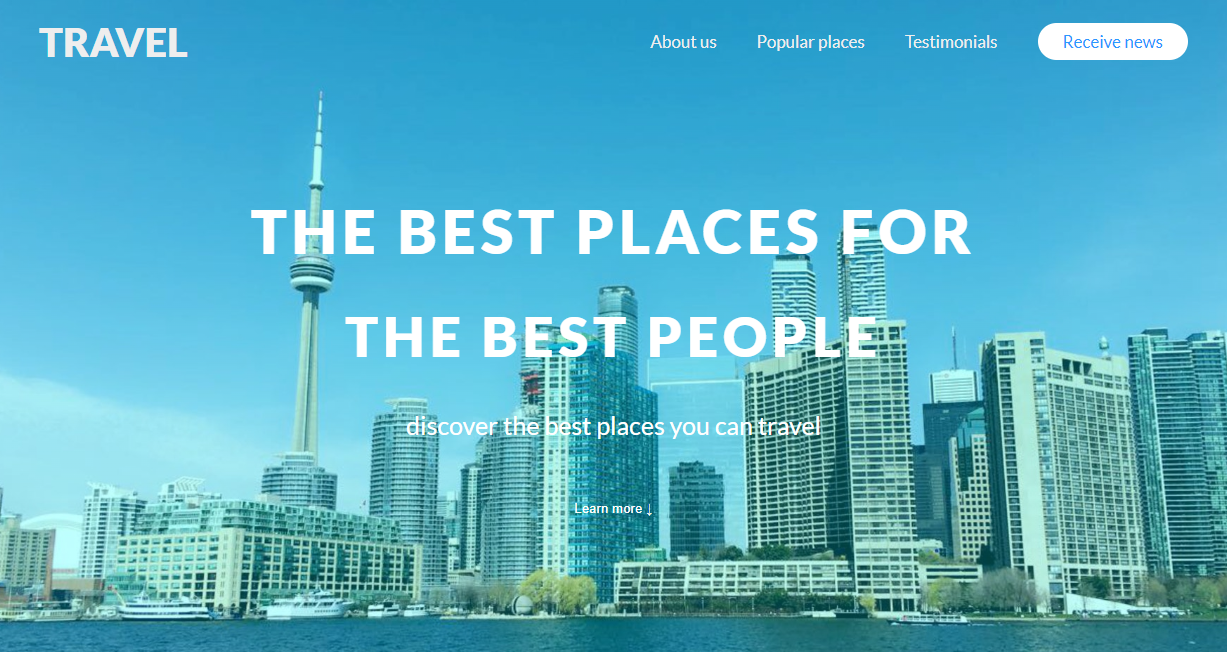 TRAVEL
About us
Popular places
Testimonials
Receive news
THE BEST PLACES FOR
THE BEST PEOPLE
discover the best places you can travel
Learn more ↓